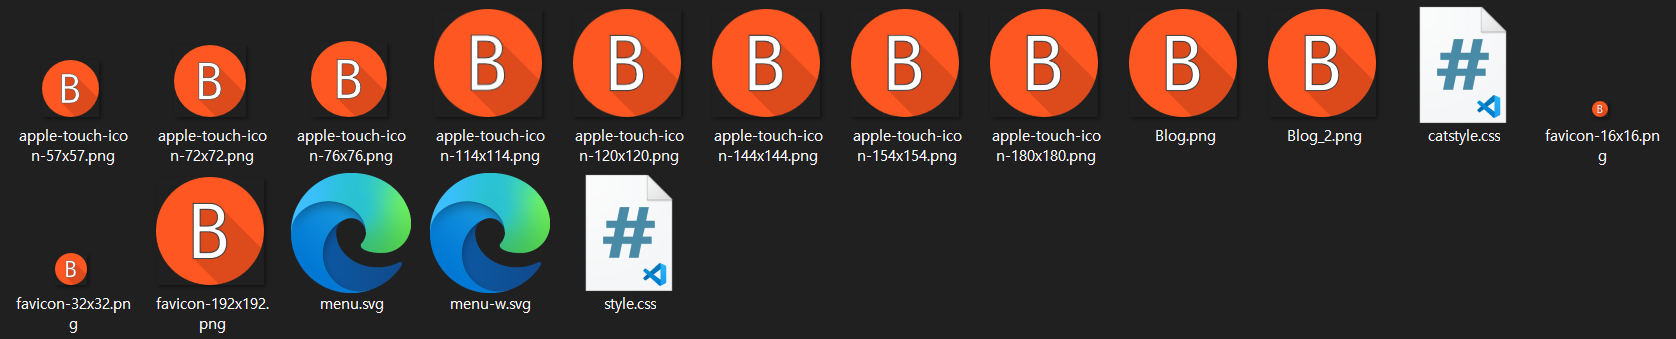 B B B B B B B B B # B
apple-touch-ico apple-touch-ico apple-touch-ico apple-touch-ico apple-touch-ico apple-touch-ico apple-touch-ico apple-touch-ico Blog.png Blog_2.png catstyle.css favicon-16x16.pn
n-57x57.png n-72x72.png n-76x76.png n-114x114.png n-120x120.png n-144x144.png n-154x154.png n-180x180.png g
B B #
favicon-32x32.pn favicon-192x192. menu.svg menu-w.svg style.css
g png